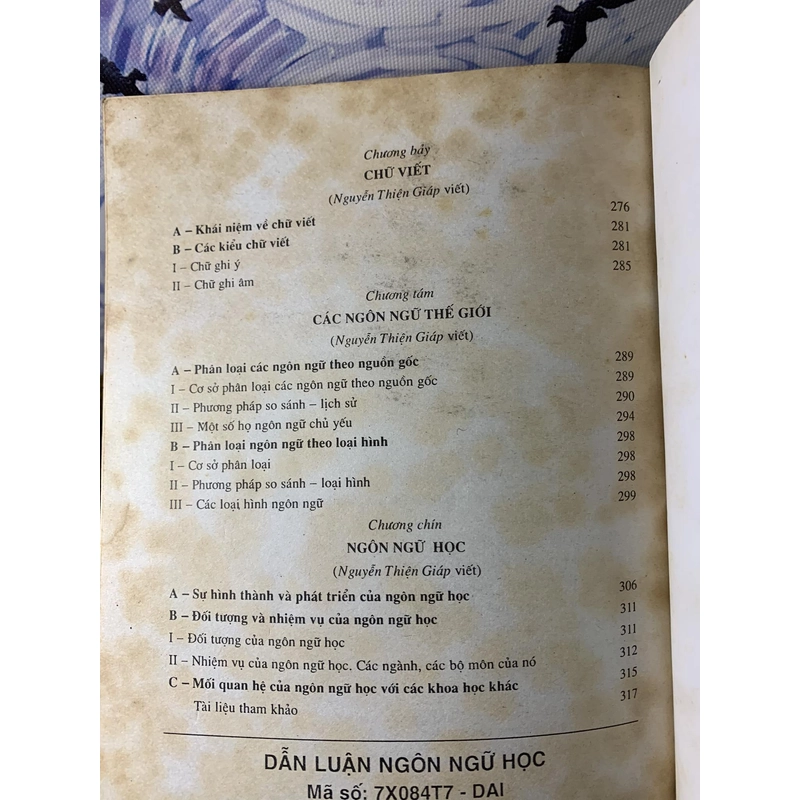 Chương bảy
CHỮ VIẾT
(Nguyễn Thiện Giáp viết)
A – Khái niệm về chữ viết 276
B – Các kiểu chữ viết 281
I – Chữ ghi ý 281
II – Chữ ghi âm 285
Chương tám
CÁC NGÔN NGỮ THẾ GIỚI
(Nguyễn Thiện Giáp viết)
A – Phân loại các ngôn ngữ theo nguồn gốc 289
I – Cơ sở phân loại các ngôn ngữ theo nguồn gốc 289
II – Phương pháp so sánh – lịch sử 290
III – Một số họ ngôn ngữ chủ yếu 294
B – Phân loại ngôn ngữ theo loại hình 298
I – Cơ sở phân loại 298
II – Phương pháp so sánh – loại hình 298
III – Các loại hình ngôn ngữ 299
Chương chín
NGÔN NGỮ HỌC
(Nguyễn Thiện Giáp viết)
A – Sự hình thành và phát triển của ngôn ngữ học 306
B – Đối tượng và nhiệm vụ của ngôn ngữ học 311
I – Đối tượng của ngôn ngữ học 311
II – Nhiệm vụ của ngôn ngữ học. Các ngành, các bộ môn của nó 312
C – Mối quan hệ của ngôn ngữ học với các khoa học khác 315
Tài liệu tham khảo 317
DẪN LUẬN NGÔN NGỮ HỌC
Mã số: 7X084T7 - DAI